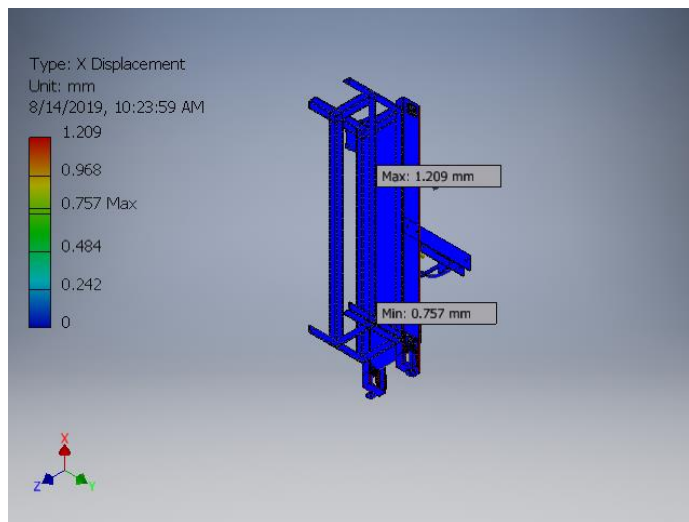 Type: X Displacement
Unit: mm
8/14/2019, 10:23:59 AM
1.209
0.968
0.757 Max
0.484
0.242
0
Max: 1.209 mm
Min: 0.757 mm
X
Z
Y